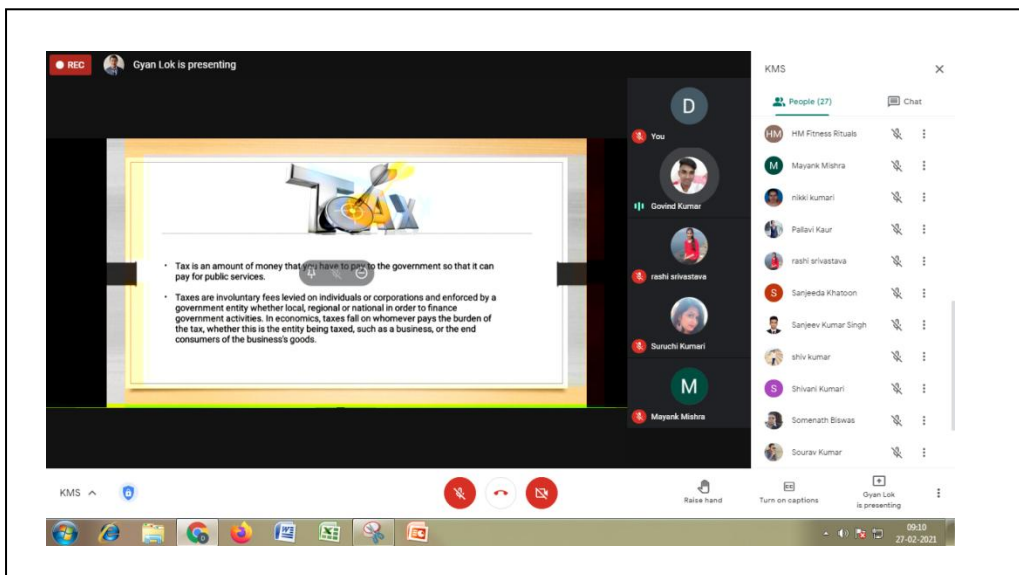 REC
Gyan Lok is presenting
KMS
People (27)
Chat
D
You
Govind Kumar
rashi srivastava
Suruchi Kumari
M
Mayank Mishra
TAX
• Tax is an amount of money that you have to pay to the government so that it can
pay for public services.
• Taxes are involuntary fees levied on individuals or corporations and enforced by a
government entity whether local, regional or national in order to finance
government activities. In economics, taxes fall on whomever pays the burden of
the tax, whether this is the entity being taxed, such as a business, or the end
consumers of the business's goods.
HM HM Fitness Rituals
M Mayank Mishra
nikki kumari
Pallavi Kaur
rashi srivastava
S Sanjeeda Khatoon
Sanjeev Kumar Singh
shiv kumar
S Shivani Kumari
Somenath Biswas
Sourav Kumar
KMS
Raise hand
Turn on captions
Gyan Lok
is presenting
09:10
27-02-2021